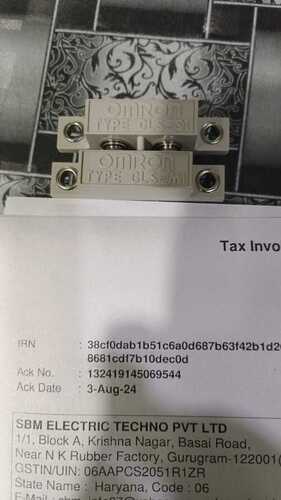 OMRON
TYPE GLS-S1
OMRON
TYPE GLS-M1
Tax Invo
IRN : 38cf0dab1b51c6a0d687b63f42b1d2
8681cdf7b10dec0d
Ack No. : 132419145069544
Ack Date : 3-Aug-24
SBM ELECTRIC TECHNO PVT LTD
1/1, Block A, Krishna Nagar, Basai Road,
Near N K Rubber Factory, Gurugram-122001(
GSTIN/UIN: 06AAPCS2051R1ZR
State Name : Haryana, Code : 06